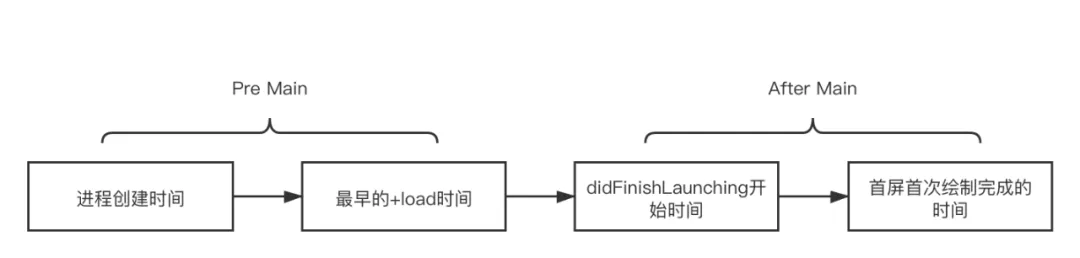 Pre Main
After Main
进程创建时间
最早的+load时间
didFinishLaunching开
始时间
首屏首次绘制完成的
时间